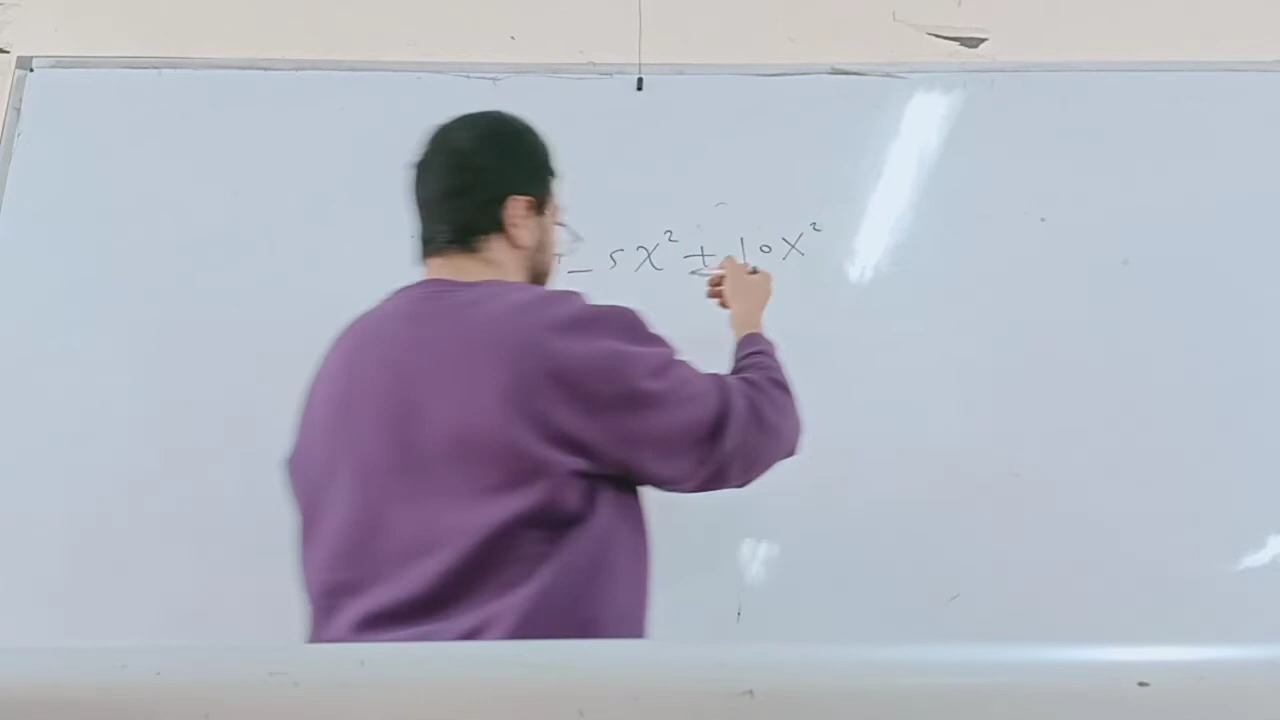 - 5x² + 10x²